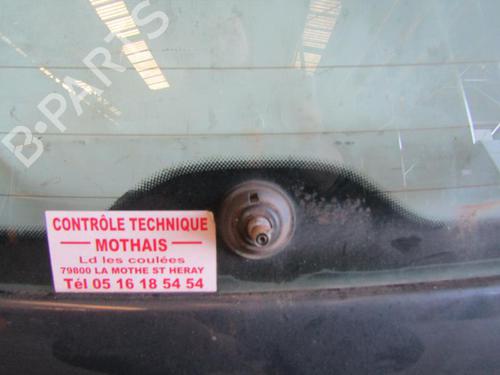 B-PARTS
CONTRÔLE TECHNIQUE
MOTHAIS
Ld les coulées
79800 LA MOTHE ST HERAY
Tél 05 16 18 54 54